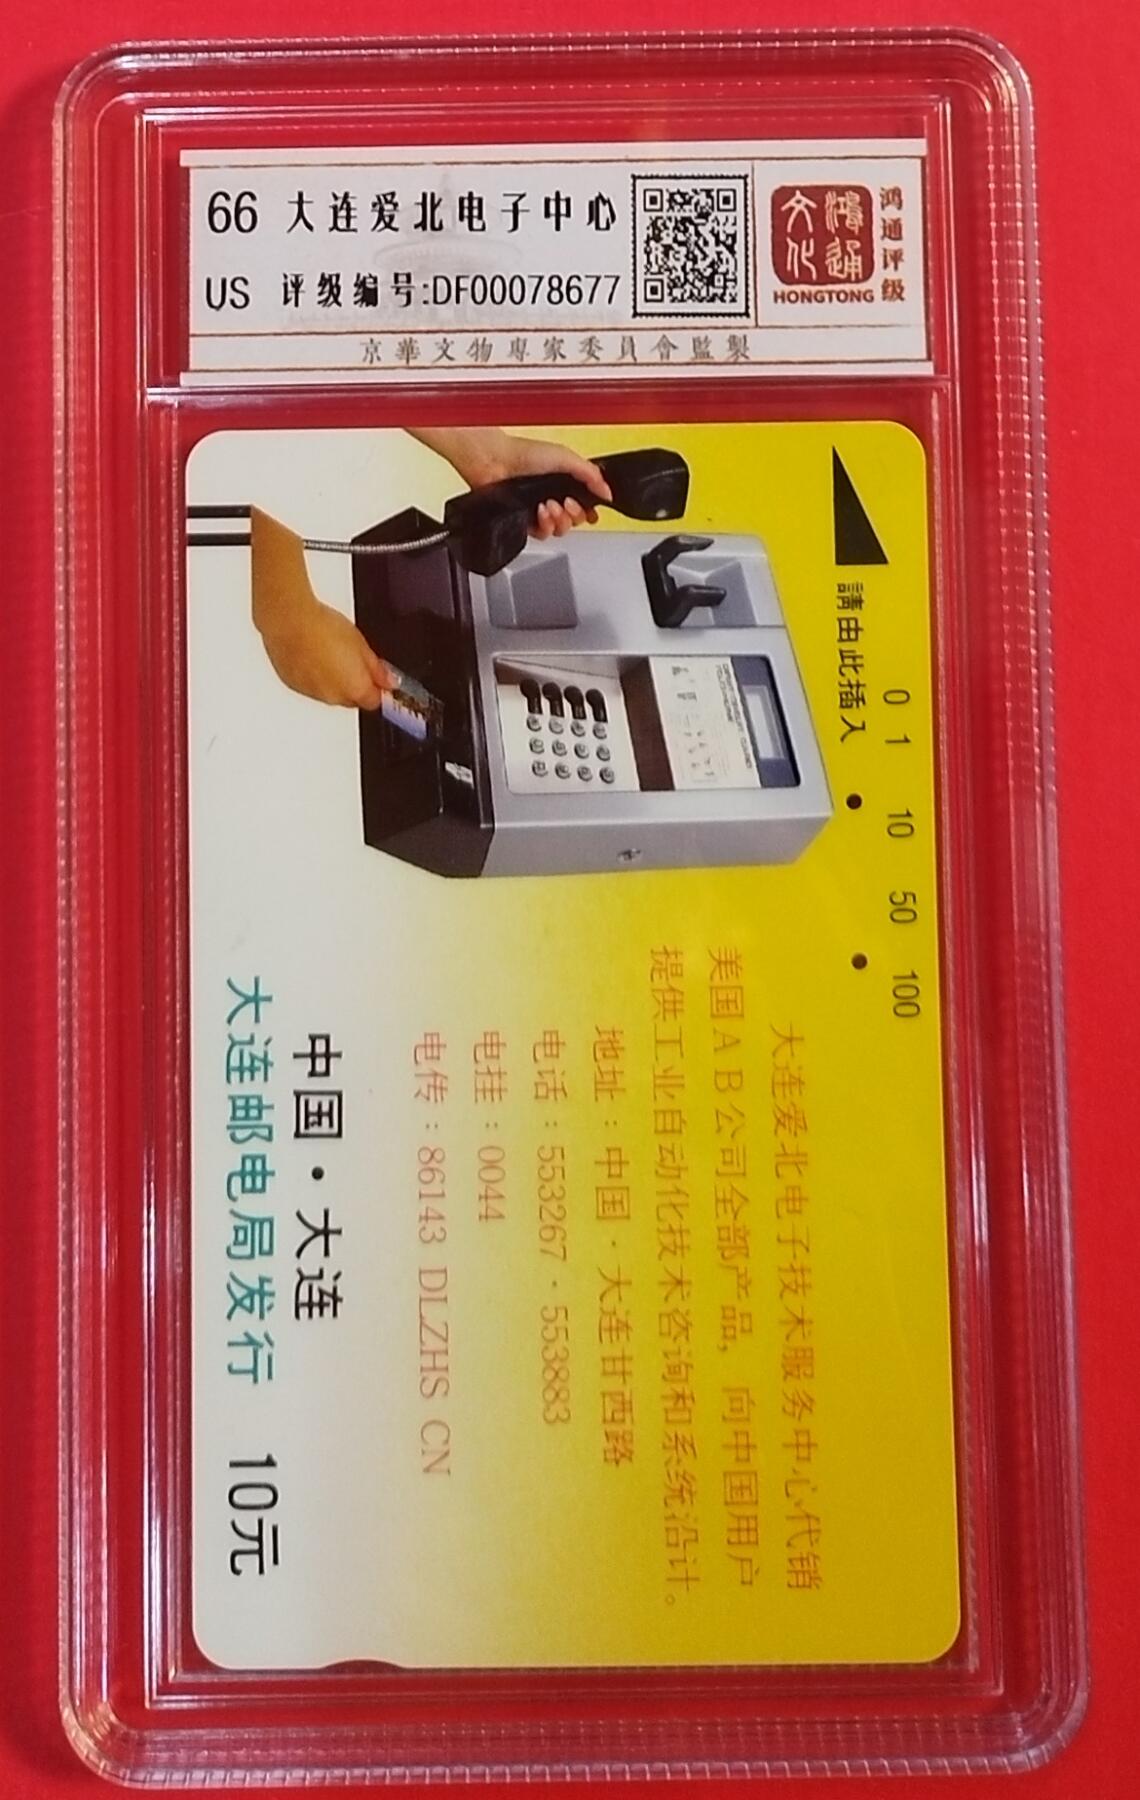 66 大连爱北电子中心
US 评级编号:DF00078677
鸿通文化
HONGTONG
鸿通评级
京華文物專家委員會監製
請由此插入
0 1 10 50 100
大连爱北电子技术服务中心代销
美国AB公司全部产品，向中国用户
提供工业自动化技术咨询和系统沿计。
地址：中国·大连甘西路
电话：553267·553883
电挂：0044
电传：86143 DLZHS CN
中国·大连
大连邮电局发行 10元